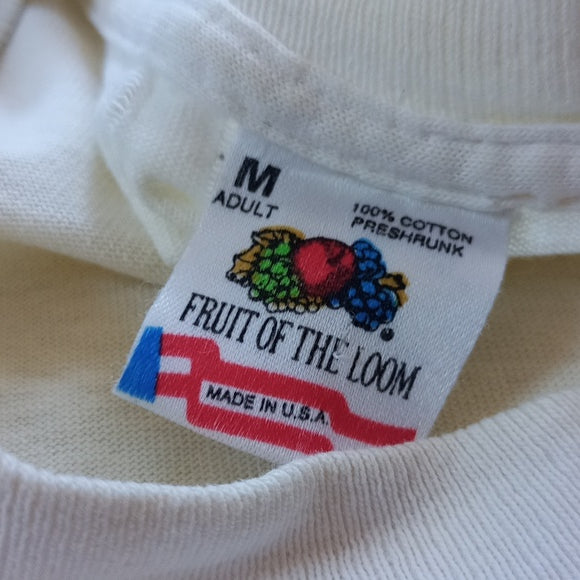 M
ADULT
100% COTTON
PRESHRUNK
FRUIT OF THE LOOM ®
MADE IN U.S.A.